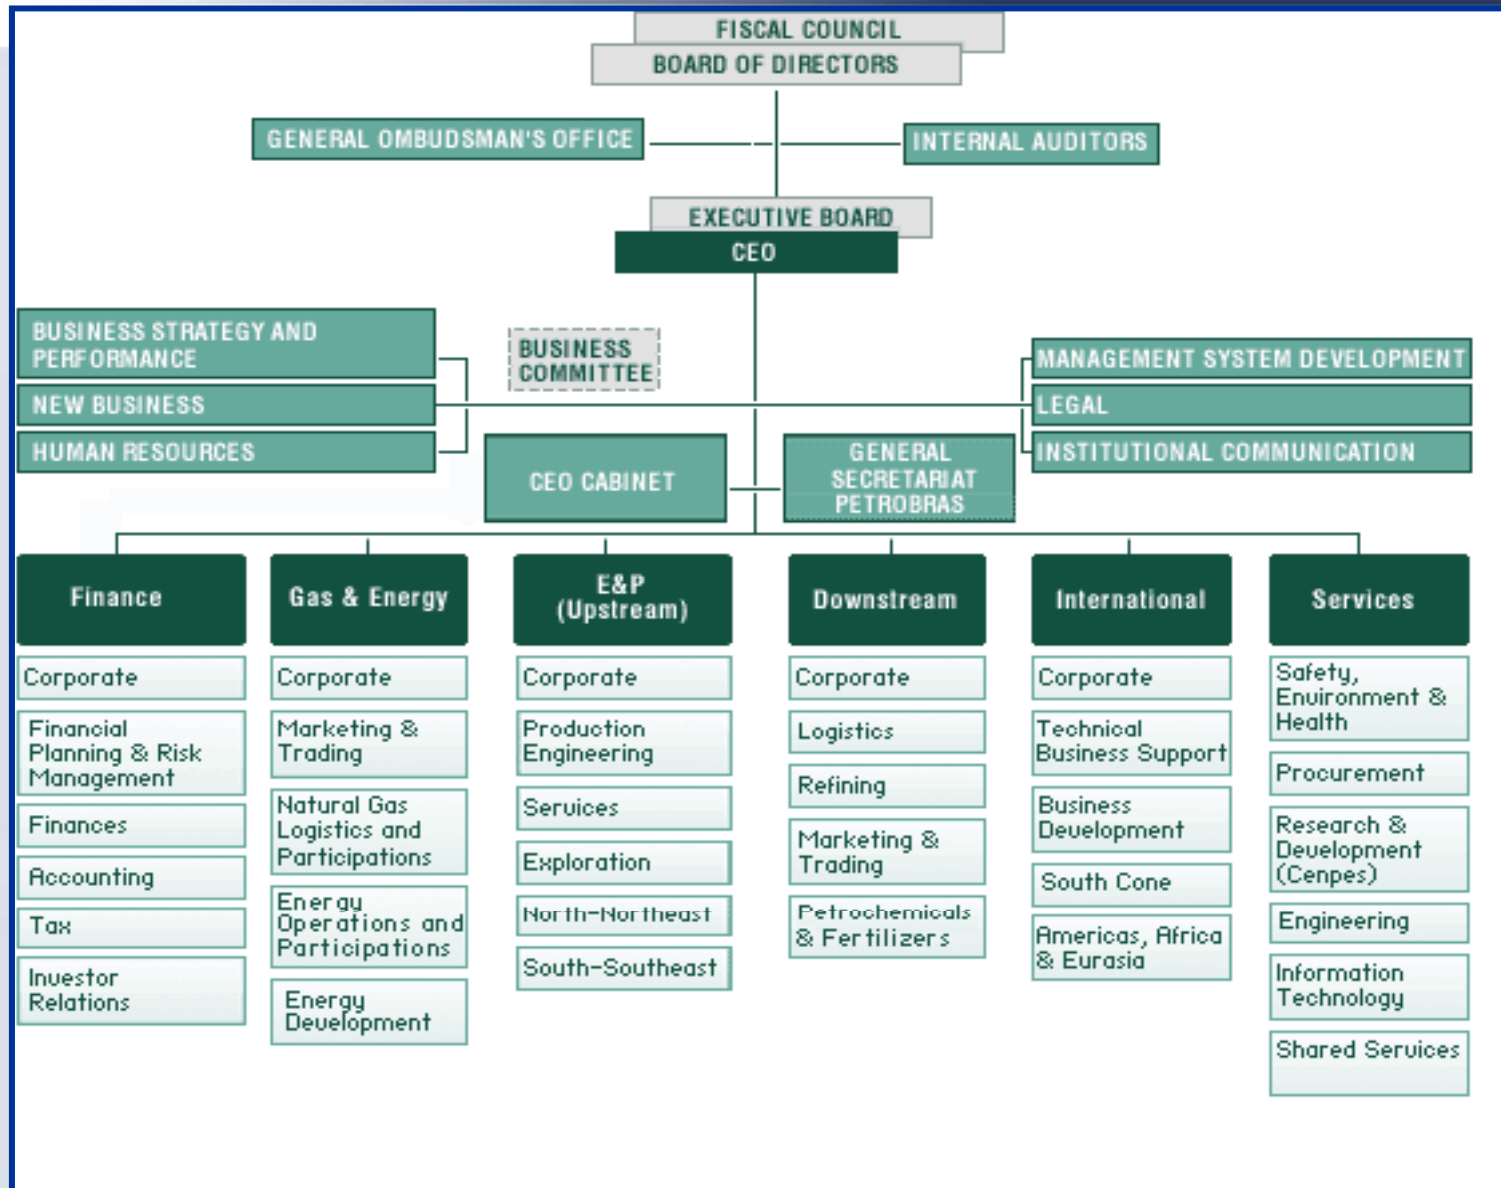 FISCAL COUNCIL
BOARD OF DIRECTORS
GENERAL OMBUDSMAN'S OFFICE
INTERNAL AUDITORS
EXECUTIVE BOARD
CEO
BUSINESS STRATEGY AND
PERFORMANCE
NEW BUSINESS
HUMAN RESOURCES
BUSINESS
COMMITTEE
MANAGEMENT SYSTEM DEVELOPMENT
LEGAL
INSTITUTIONAL COMMUNICATION
CEO CABINET
GENERAL
SECRETARIAT
PETROBRAS
Finance
Corporate
Financial
Planning & Risk
Management
Finances
Accounting
Tax
Investor
Relations
Gas & Energy
Corporate
Marketing &
Trading
Natural Gas
Logistics and
Participations
Energy
Operations and
Participations
Energy
Development
E&P
(Upstream)
Corporate
Production
Engineering
Services
Exploration
North-Northeast
South-Southeast
Downstream
Corporate
Logistics
Refining
Marketing &
Trading
Petrochemicals
& Fertilizers
International
Corporate
Technical
Business Support
Business
Development
South Cone
Americas, Africa
& Eurasia
Services
Safety,
Environment &
Health
Procurement
Research &
Development
(Cenpes)
Engineering
Information
Technology
Shared Services